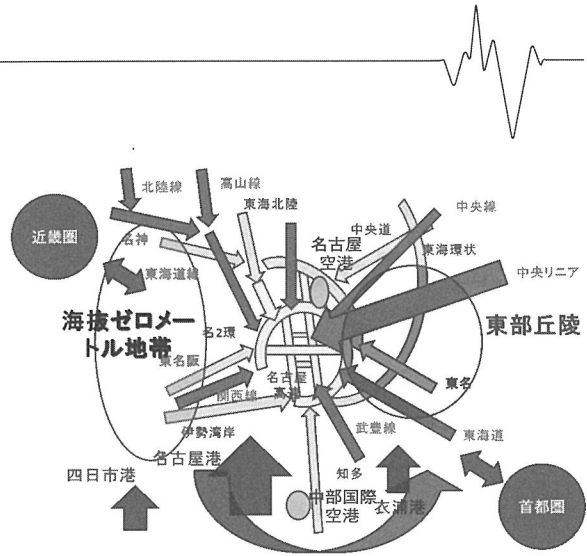 北陸線
高山線
東海北陸
中央線
近畿圏
名神
中央道
名古屋
空港
東海環状
東海道線
中央リニア
海抜ゼロメー
トル地帯
名2環
東部丘陵
東名阪
名古屋
高速
東名
関西線
伊勢湾岸
武豊線
東海道
名古屋港
知多
四日市港
中部国際
空港
衣浦港
首都圏